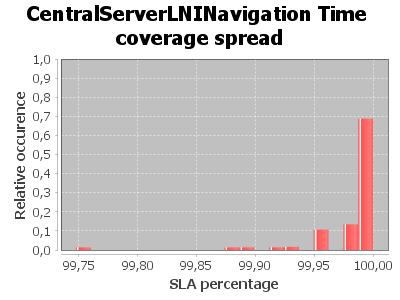 CentralServerLNINavigation Time
coverage spread
Relative occurence
1,0
0,9
0,8
0,7
0,6
0,5
0,4
0,3
0,2
0,1
0,0
99,75 99,80 99,85 99,90 99,95 100,00
SLA percentage